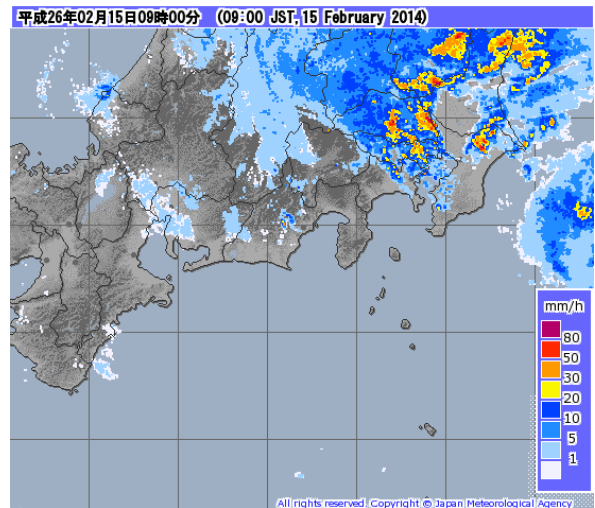 平成26年02月15日09時00分 (09:00 JST, 15 February 2014)
mm/h
80
50
30
20
10
5
1
All rights reserved. Copyright © Japan Meteorological Agency